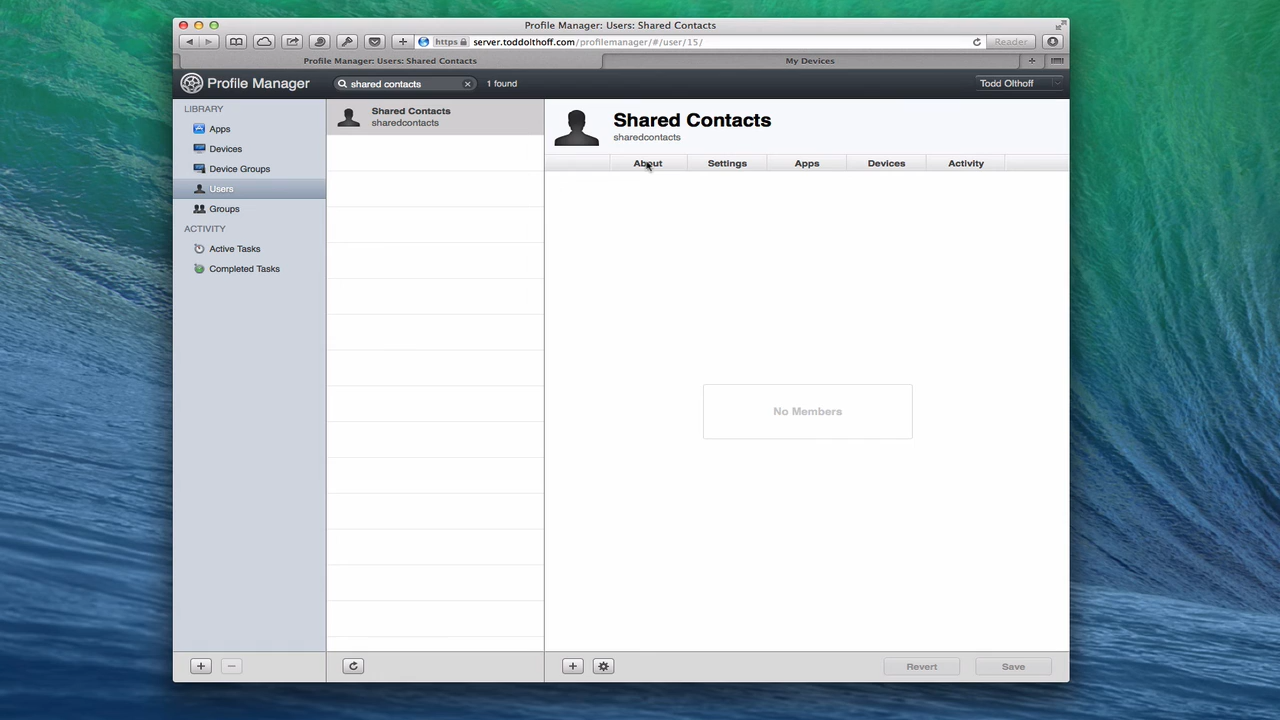 Profile Manager: Users: Shared Contacts
https server.toddolthoff.com/profilemanager/#/user/15/
Reader
Profile Manager: Users: Shared Contacts
My Devices
Profile Manager
shared contacts
1 found
Todd Olthoff
LIBRARY
Apps
Devices
Device Groups
Users
Groups
ACTIVITY
Active Tasks
Completed Tasks
Shared Contacts
sharedcontacts
Shared Contacts
sharedcontacts
About
Settings
Apps
Devices
Activity
No Members
Revert
Save